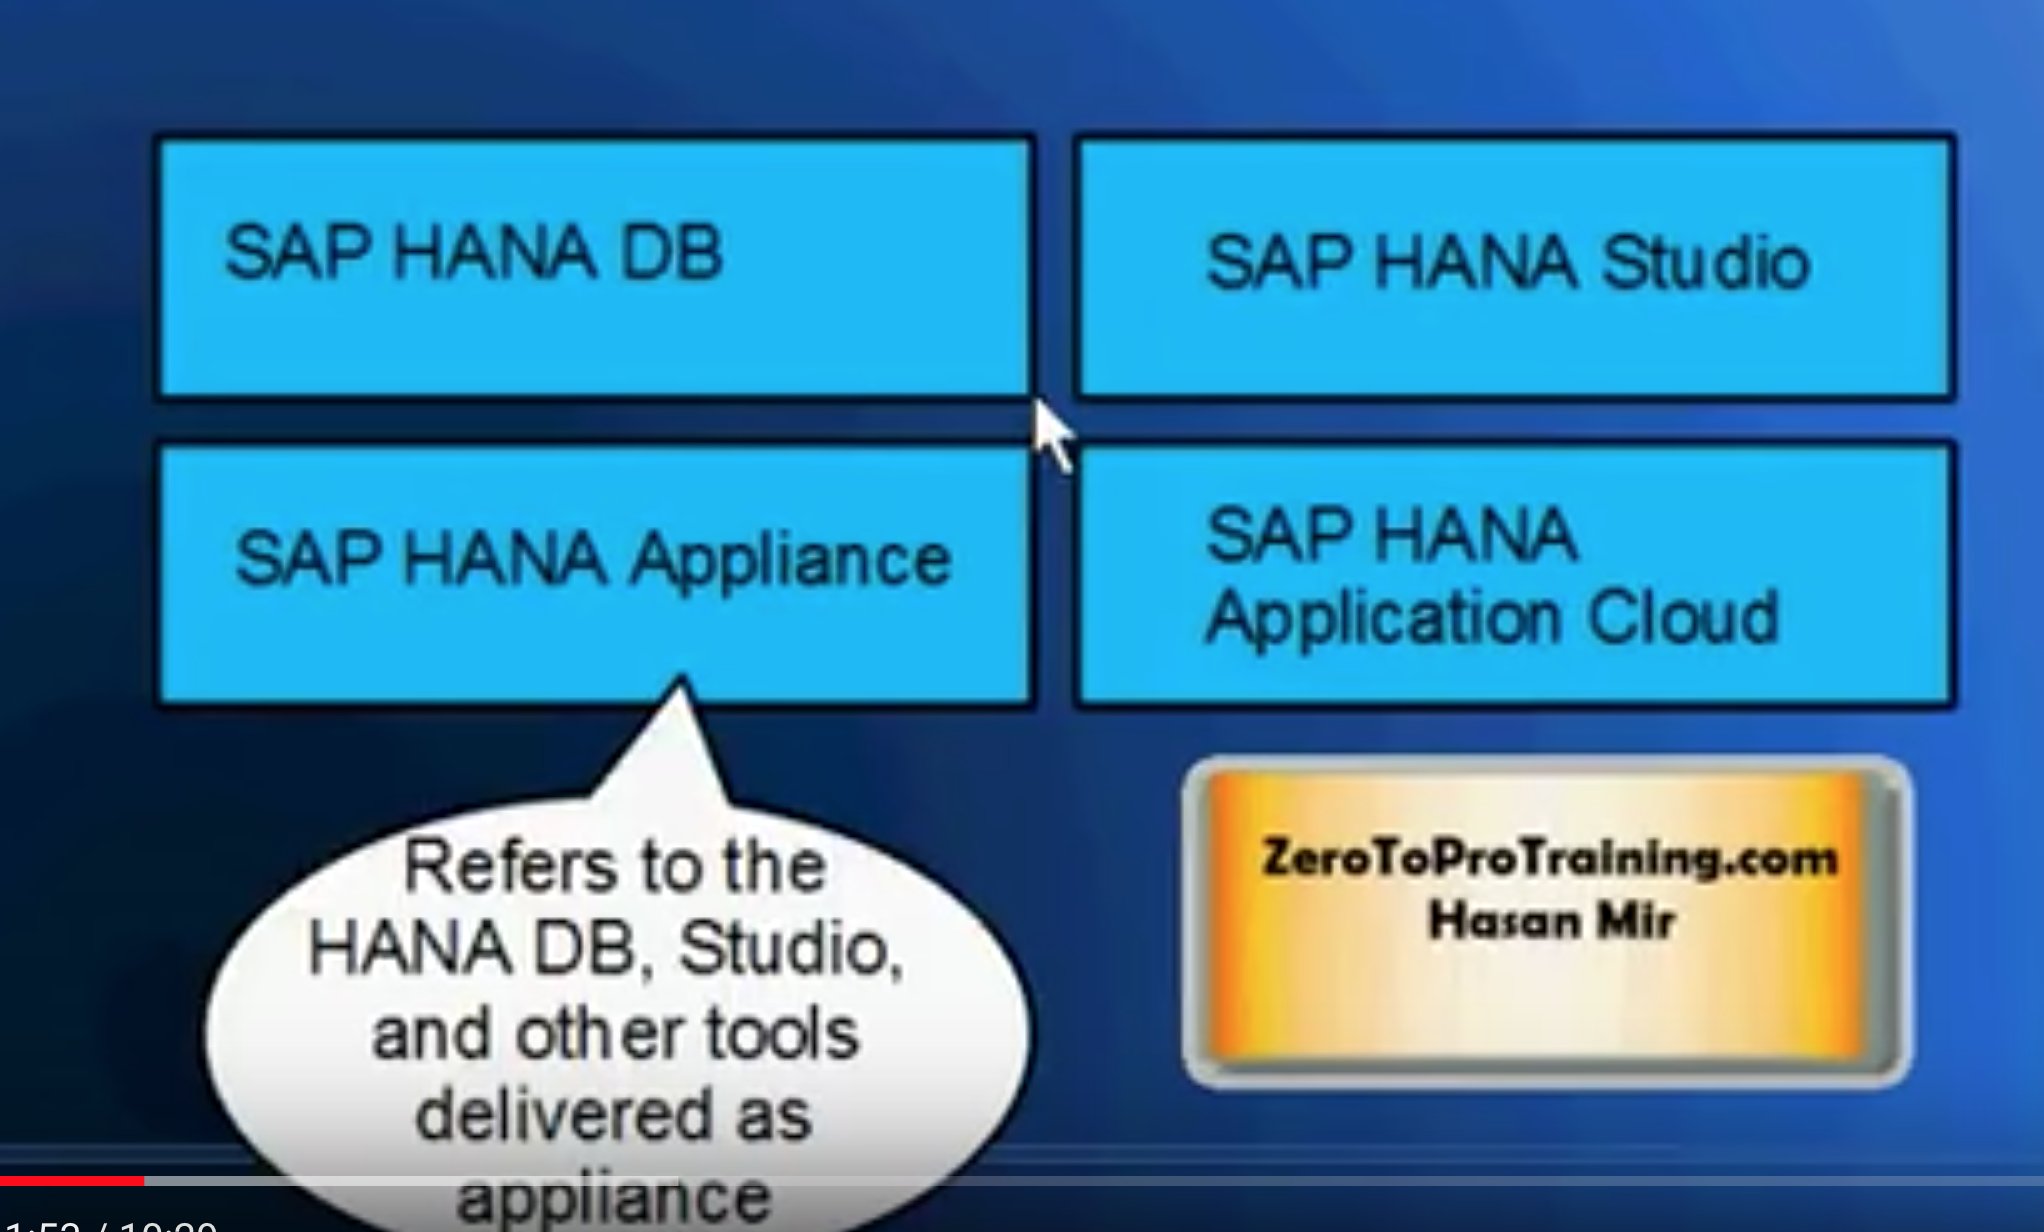 SAP HANA DB
SAP HANA Studio
SAP HANA Appliance
SAP HANA
Application Cloud
Refers to the
HANA DB, Studio,
and other tools
delivered as
appliance
ZeroToProTraining.com
Hasan Mir